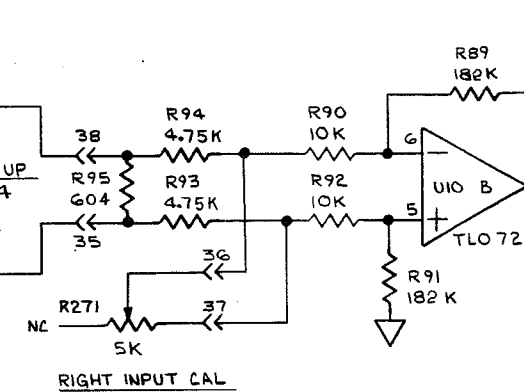 R89
182K
R94
4.75K
R90
10K
38
6
UP
4
R95
604
R93
4.75K
R92
10K
U10 B
5
35
TL072
36
R91
182K
R271
37
NC
5K
RIGHT INPUT CAL